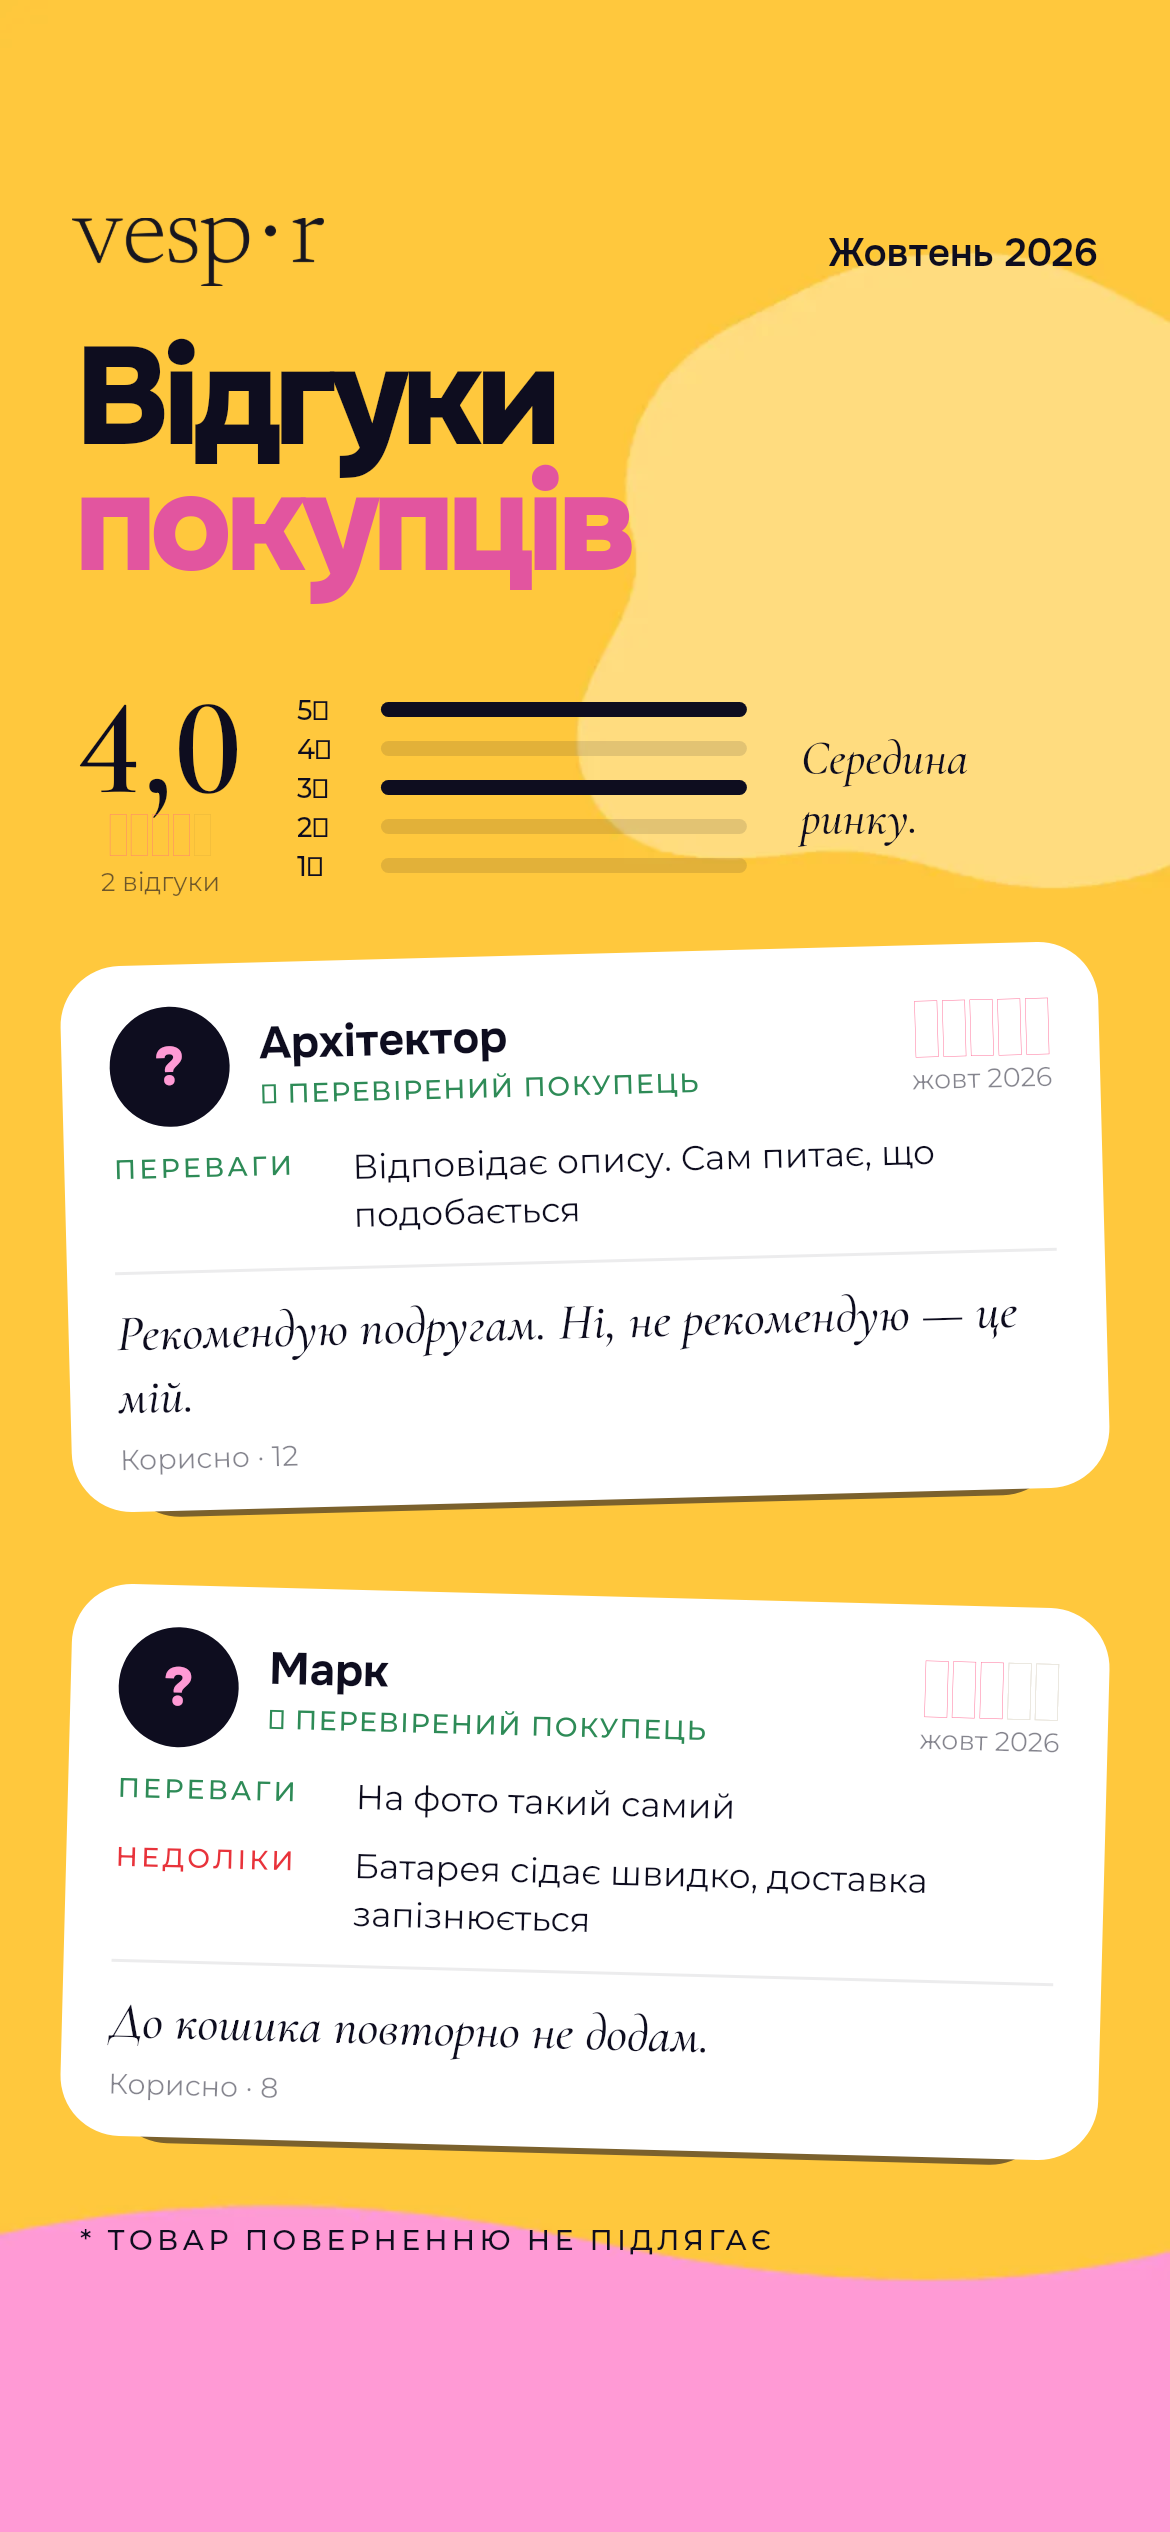 vesp·r
Жовтень 2026
Відгуки
покупців
4,0
2 відгуки
5
4
3
2
1
Середина
ринку.
?
Архітектор
ПЕРЕВІРЕНИЙ ПОКУПЕЦЬ
жовт 2026
ПЕРЕВАГИ
Відповідає опису. Сам питає, що
подобається
Рекомендую подругам. Ні, не рекомендую — це
мій.
Корисно · 12
?
Марк
ПЕРЕВІРЕНИЙ ПОКУПЕЦЬ
жовт 2026
ПЕРЕВАГИ
На фото такий самий
НЕДОЛІКИ
Батарея сідає швидко, доставка
запізнюється
До кошика повторно не додам.
Корисно · 8
* ТОВАР ПОВЕРНЕННЮ НЕ ПІДЛЯГАЄ